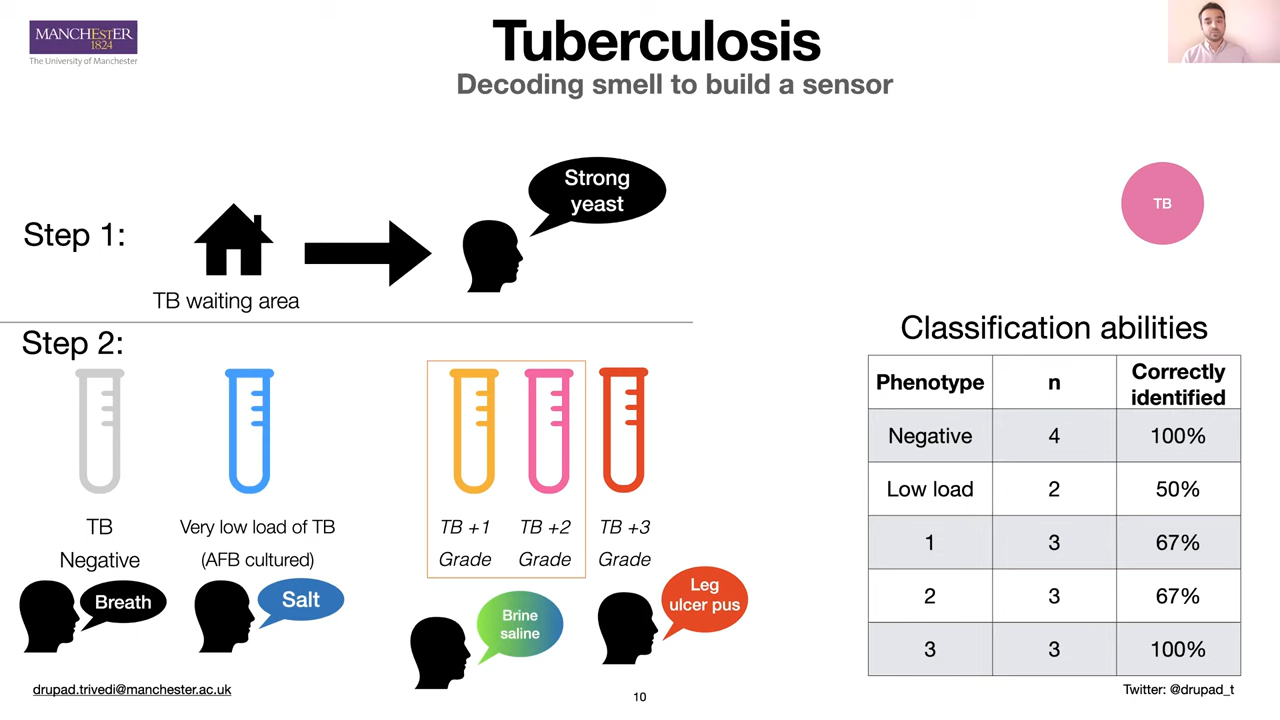 MANCHESTER
1824
The University of Manchester
Tuberculosis
Decoding smell to build a sensor
Step 1:
TB waiting area
Strong
yeast
TB
Step 2:
TB
Negative
Very low load of TB
(AFB cultured)
TB +1
Grade
TB +2
Grade
TB +3
Grade
Breath
Salt
Brine
saline
Leg
ulcer pus
Classification abilities
Phenotype n Correctly
identified
Negative 4 100%
Low load 2 50%
1 3 67%
2 3 67%
3 3 100%
drupad.trivedi@manchester.ac.uk
10
Twitter: @drupad_t